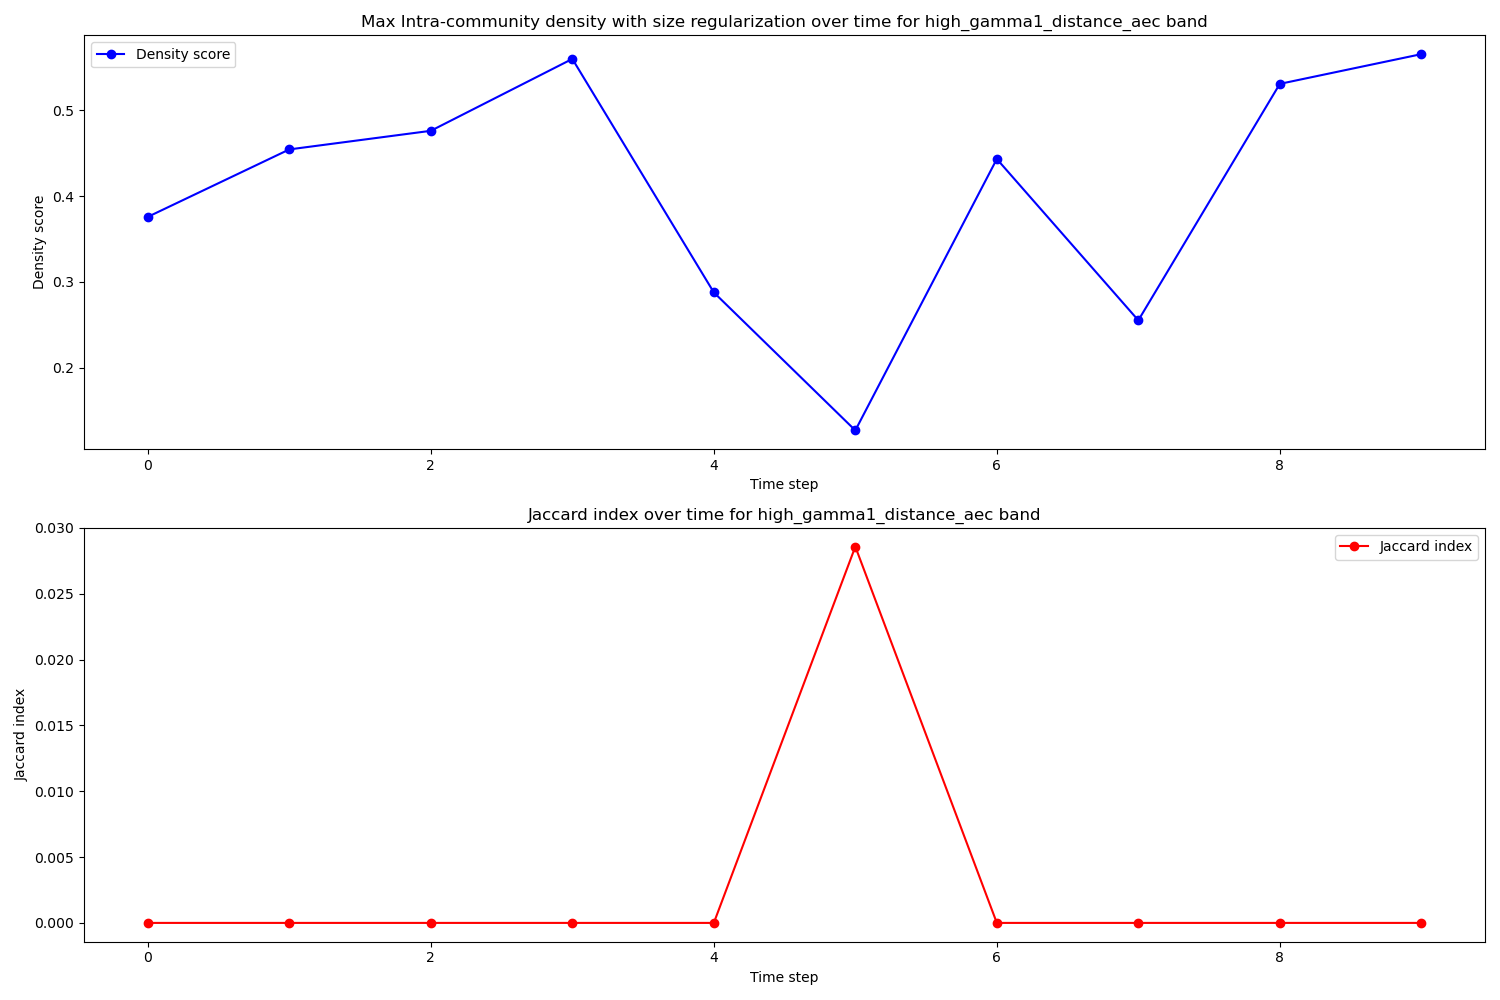 Max Intra-community density with size regularization over time for high_gamma1_distance_aec band
Density score
0.5
0.4
0.3
0.2
Density score
0
2
4
6
8
Time step
Jaccard index over time for high_gamma1_distance_aec band
Jaccard index
0.030
0.025
0.020
0.015
0.010
0.005
0.000
Jaccard index
0
2
4
6
8
Time step